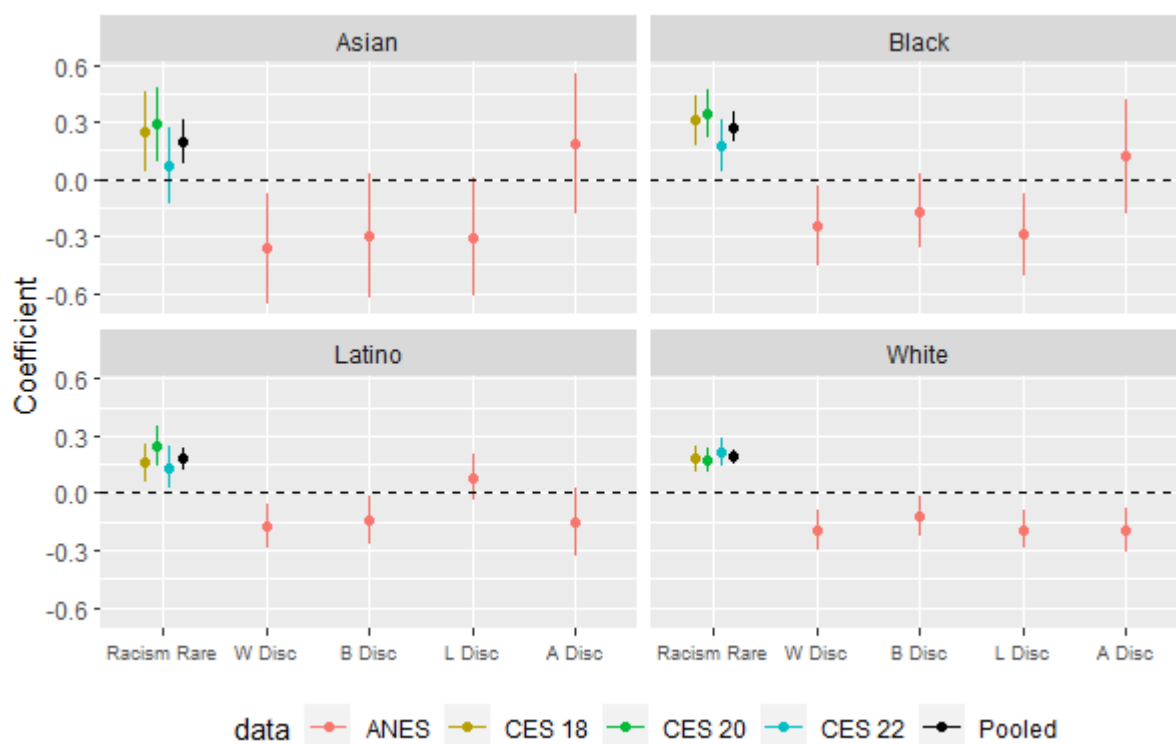 Asian Black
0.6
0.3
0.0
-0.3
-0.6
Coefficient
Latino White
0.6
0.3
0.0
-0.3
-0.6
Racism Rare W Disc B Disc L Disc A Disc Racism Rare W Disc B Disc L Disc A Disc
data ANES CES 18 CES 20 CES 22 Pooled